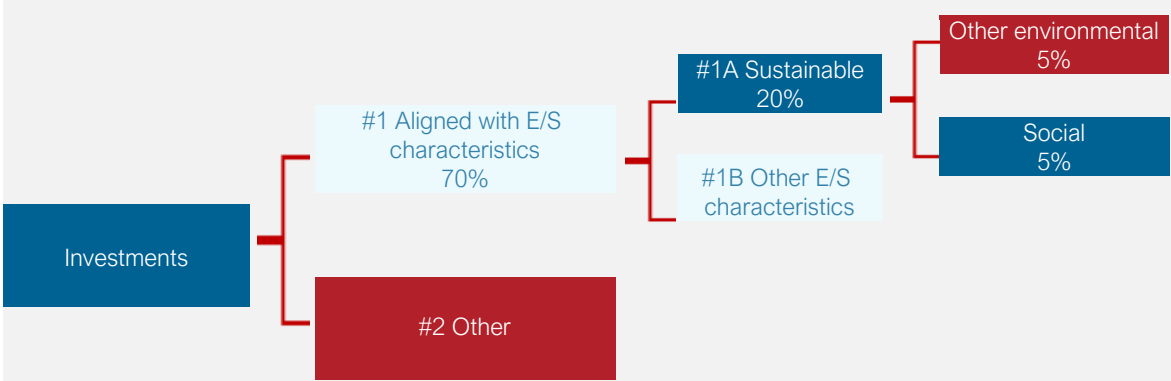 Investments
#1 Aligned with E/S
characteristics
70%
#2 Other
#1A Sustainable
20%
#1B Other E/S
characteristics
Other environmental
5%
Social
5%